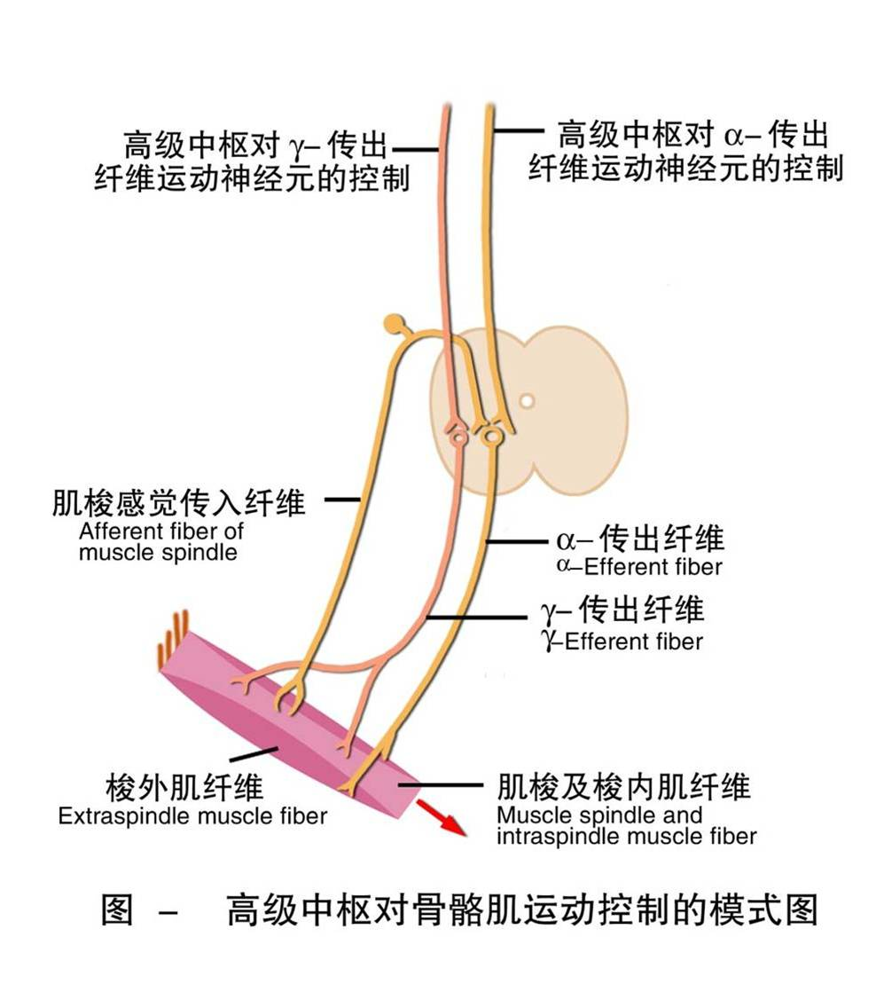 高级中枢对 γ– 传出
纤维运动神经元的控制
高级中枢对 α– 传出
纤维运动神经元的控制
肌梭感觉传入纤维
Afferent fiber of
muscle spindle
α– 传出纤维
α–Efferent fiber
γ– 传出纤维
γ-Efferent fiber
梭外肌纤维
Extraspindle muscle fiber
肌梭及梭内肌纤维
Muscle spindle and
intraspindle muscle fiber
图 – 高级中枢对骨骼肌运动控制的模式图